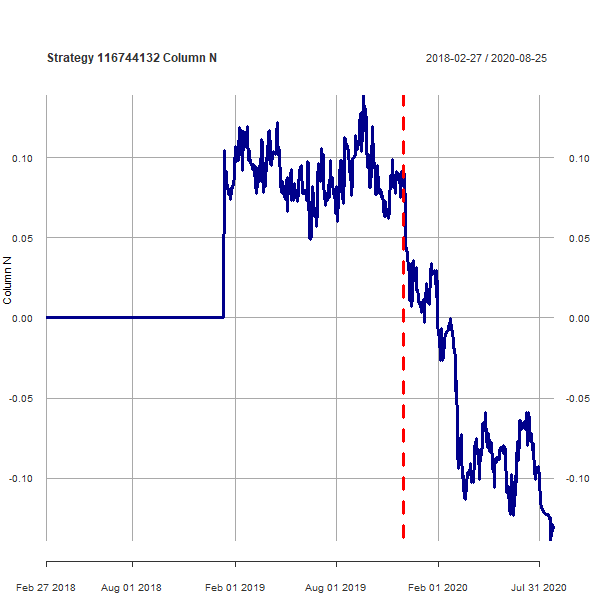 Strategy 116744132 Column N
2018-02-27 / 2020-08-25
0.10
0.10
0.05
0.05
Column N
0.00
0.00
-0.05
-0.05
-0.10
-0.10
Feb 27 2018
Aug 01 2018
Feb 01 2019
Aug 01 2019
Feb 01 2020
Jul 31 2020